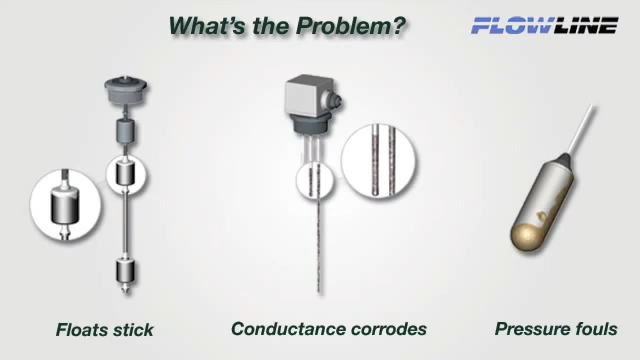 What's the Problem?
FLOWLINE
Floats stick
Conductance corrodes
Pressure fouls